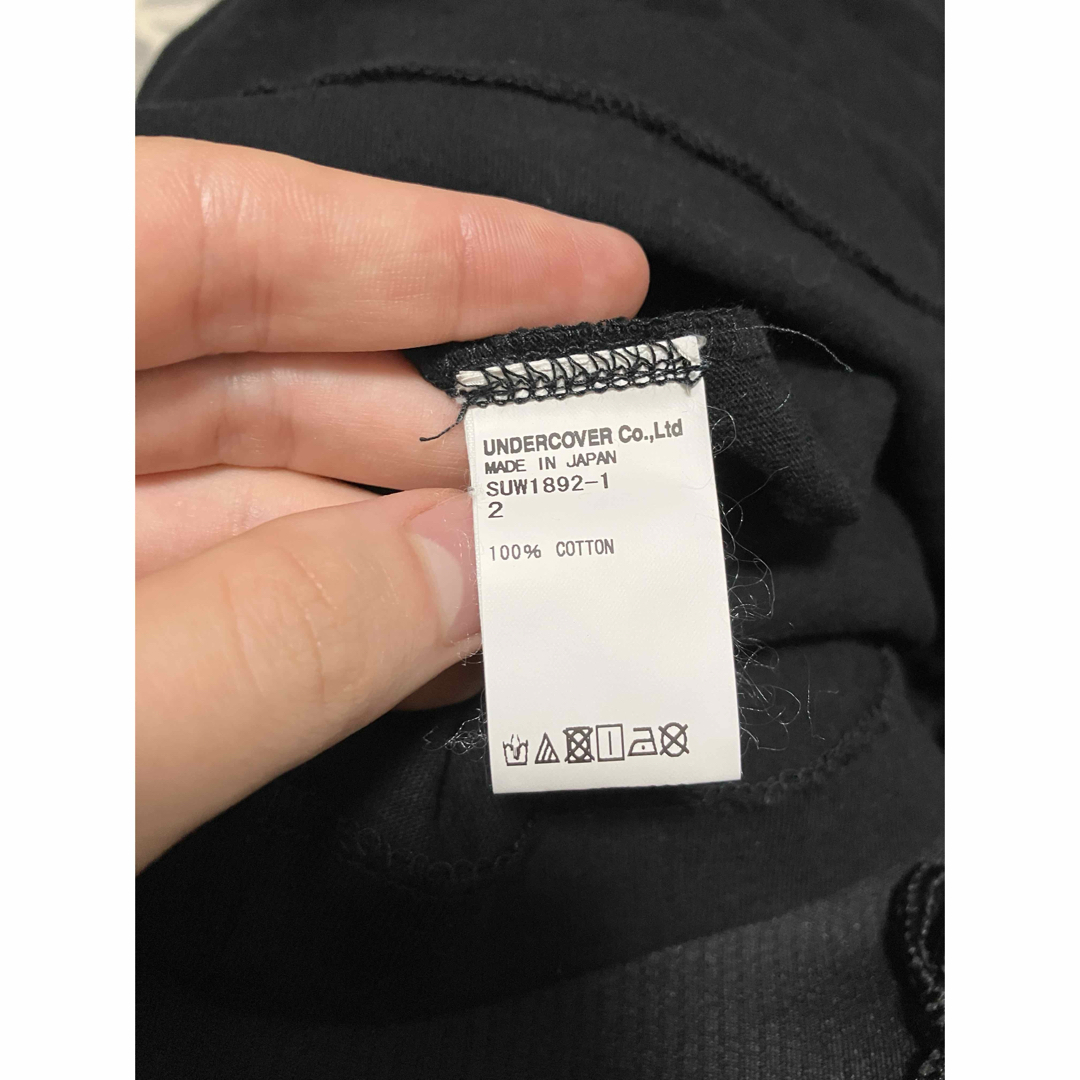 UNDERCOVER Co.,Ltd
MADE IN JAPAN
SUW1892-1
2
100% COTTON